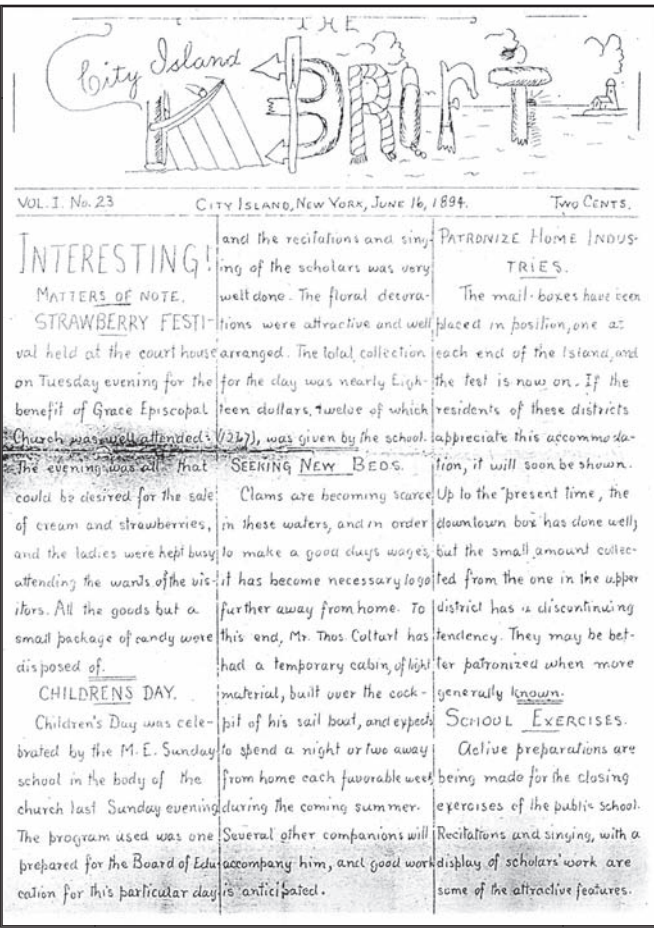 THE
City Island
DRIFT
VOL. I. No. 23
CITY ISLAND, NEW YORK, JUNE 16, 1894.
TWO CENTS.
INTERESTING!
MATTERS OF NOTE.
STRAWBERRY FESTI-
val held at the court house
on Tuesday evening for the
benefit of Grace Episcopal
Church was well attended.
The evening was all that
could be desired for the sale
of cream and strawberries,
and the ladies were kept busy
attending the wants of the vis-
itors. All the goods but a
small package of candy were
disposed of.
CHILDRENS DAY.
Children's Day was cele-
brated by the M. E. Sunday
school in the body of the
church last Sunday evening
The program used was one
prepared for the Board of Edu
cation for this particular day
and the recitations and sing-
ing of the scholars was very
well done. The floral decora-
tions were attractive and well
arranged. The total collection
for the day was nearly Eigh-
teen dollars, twelve of which
was given by the school.
SEEKING NEW BEDS.
Clams are becoming scarce
in these waters, and in order
to make a good days wages,
it has become necessary to go
further away from home. To
this end, Mr. Thos. Coltart has
had a temporary cabin, of light
material, built over the cock-
pit of his sail boat, and expects
to spend a night or two away
from home each favorable week
during the coming summer.
Several other companions will
accompany him, and good work
is anticipated.
PATRONIZE HOME INDUS-
TRIES.
The mail-boxes have been
placed in position, one at
each end of the Island, and
the test is now on. If the
residents of these districts
appreciate this accommoda-
tion, it will soon be shown.
Up to the present time, the
downtown box has done well,
but the small amount collec-
ted from the one in the upper
district has a discontinuing
tendency. They may be bet-
ter patronized when more
generally known.
SCHOOL EXERCISES.
Active preparations are
being made for the closing
exercises of the public school.
Recitations and singing, with a
display of scholars' work are
some of the attractive features.